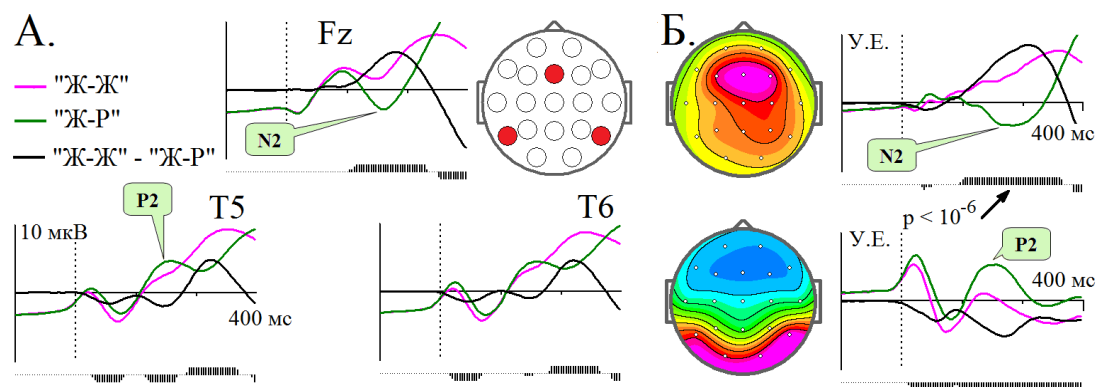 А.
Fz
Б.
У.Е.
"Ж-Ж"
"Ж-Р"
"Ж-Ж" - "Ж-Р"
N2
400 мс
N2
P2
T5
T6
p < 10^-6
10 мкВ
У.Е.
P2
400 мс
400 мс